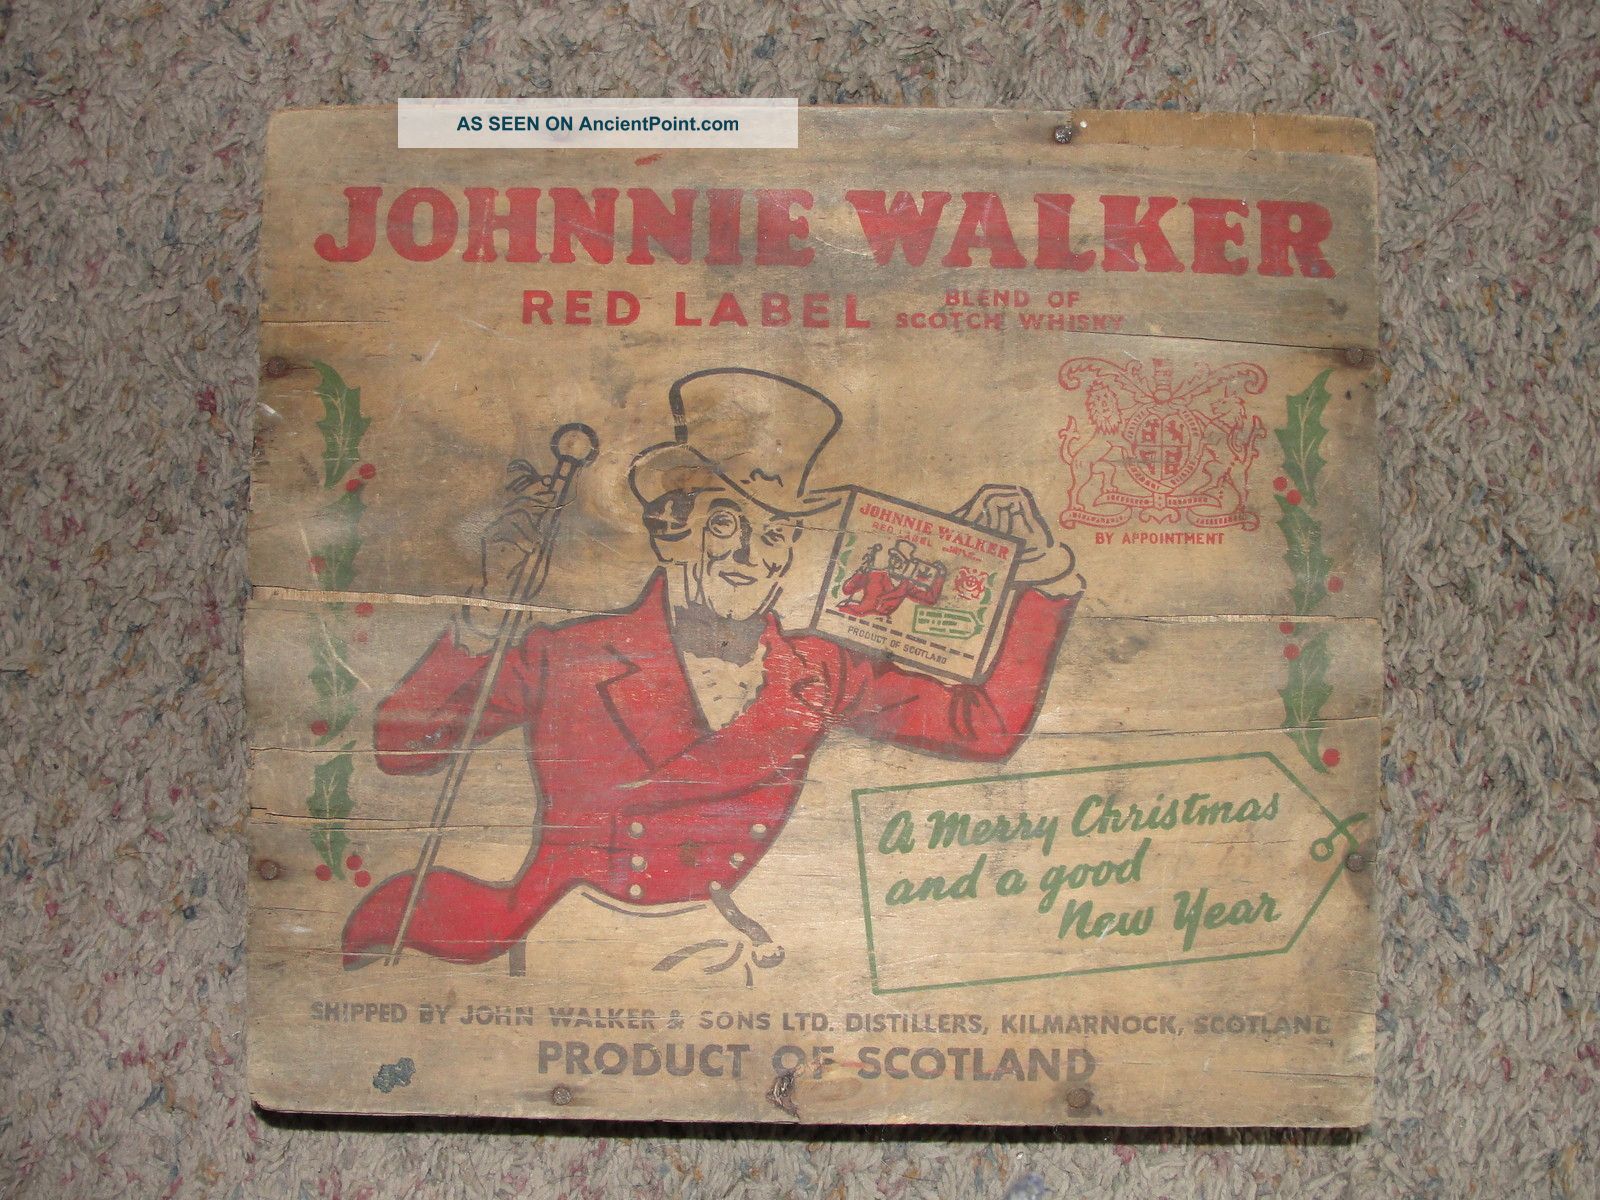 AS SEEN ON AncientPoint.com
JOHNNIE WALKER
RED LABEL
BLEND OF
SCOTCH WHISKY
BY APPOINTMENT
JOHNNIE WALKER
RED LABEL
PRODUCT OF SCOTLAND
A Merry Christmas
and a good
New Year
SHIPPED BY JOHN WALKER & SONS LTD. DISTILLERS, KILMARNOCK, SCOTLAND
PRODUCT OF SCOTLAND